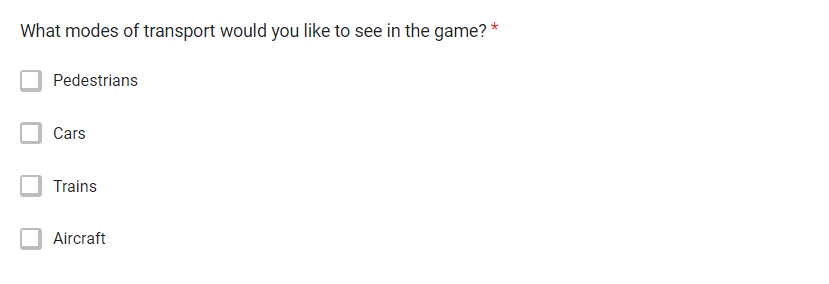 What modes of transport would you like to see in the game? *
Pedestrians
Cars
Trains
Aircraft